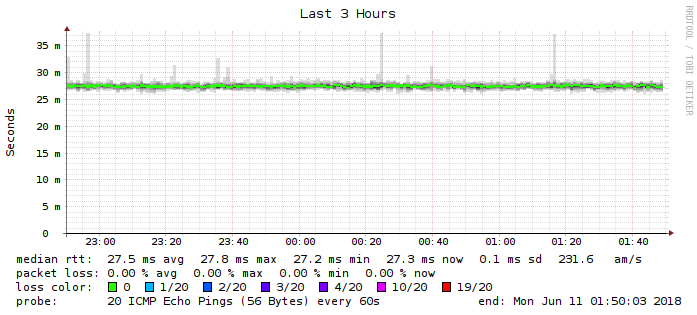 Last 3 Hours
RRDTOOL / TOBI OETIKER
Seconds
35 m
30 m
25 m
20 m
15 m
10 m
5 m
0
23:00 23:20 23:40 00:00 00:20 00:40 01:00 01:20 01:40
median rtt: 27.5 ms avg 27.8 ms max 27.2 ms min 27.3 ms now 0.1 ms sd 231.6 am/s
packet loss: 0.00 % avg 0.00 % max 0.00 % min 0.00 % now
loss color: 0 1/20 2/20 3/20 4/20 10/20 19/20
probe: 20 ICMP Echo Pings (56 Bytes) every 60s end: Mon Jun 11 01:50:03 2018